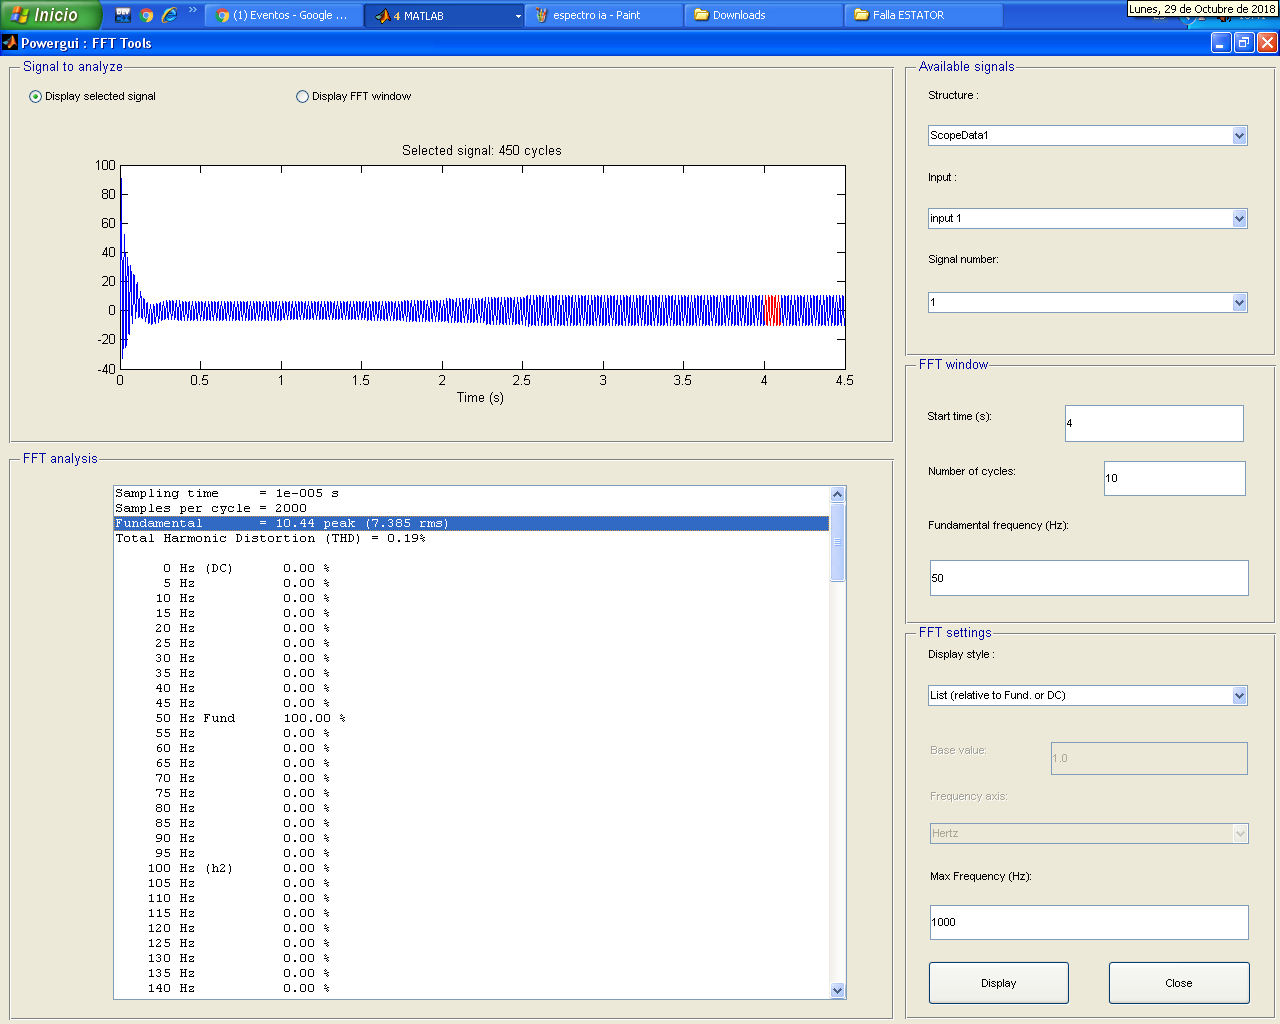 Inicio
(1) Eventos - Google ...
4 MATLAB
espectro ia - Paint
Downloads
Falla ESTATOR
Lunes, 29 de Octubre de 2018
Powergui : FFT Tools
Signal to analyze
Display selected signal
Display FFT window
Selected signal: 450 cycles
100
80
60
40
20
0
-20
-40
0 0.5 1 1.5 2 2.5 3 3.5 4 4.5
Time (s)
FFT analysis
Sampling time = 1e-005 s
Samples per cycle = 2000
Fundamental = 10.44 peak (7.385 rms)
Total Harmonic Distortion (THD) = 0.19%
0 Hz (DC) 0.00 %
5 Hz 0.00 %
10 Hz 0.00 %
15 Hz 0.00 %
20 Hz 0.00 %
25 Hz 0.00 %
30 Hz 0.00 %
35 Hz 0.00 %
40 Hz 0.00 %
45 Hz 0.00 %
50 Hz Fund 100.00 %
55 Hz 0.00 %
60 Hz 0.00 %
65 Hz 0.00 %
70 Hz 0.00 %
75 Hz 0.00 %
80 Hz 0.00 %
85 Hz 0.00 %
90 Hz 0.00 %
95 Hz 0.00 %
100 Hz (h2) 0.00 %
105 Hz 0.00 %
110 Hz 0.00 %
115 Hz 0.00 %
120 Hz 0.00 %
125 Hz 0.00 %
130 Hz 0.00 %
135 Hz 0.00 %
140 Hz 0.00 %
Available signals
Structure :
ScopeData1
Input :
input 1
Signal number:
1
FFT window
Start time (s):
4
Number of cycles:
10
Fundamental frequency (Hz):
50
FFT settings
Display style :
List (relative to Fund. or DC)
Base value:
1.0
Frequency axis:
Hertz
Max Frequency (Hz):
1000
Display
Close